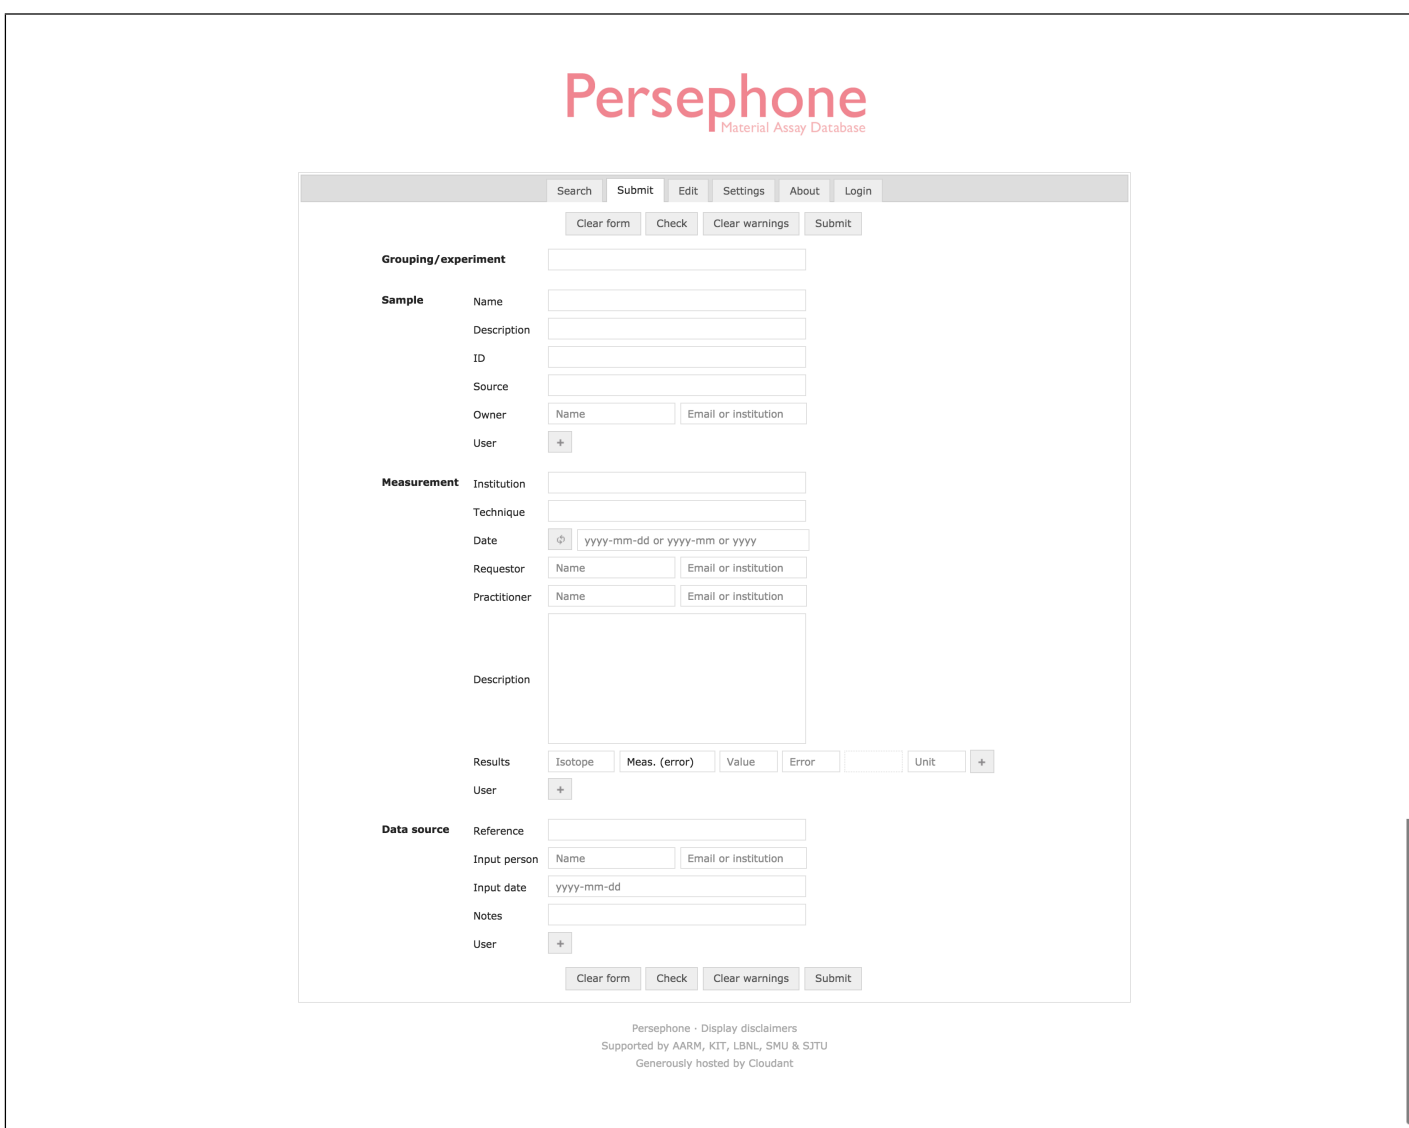 Persephone
Material Assay Database
Search Submit Edit Settings About Login
Clear form Check Clear warnings Submit
Grouping/experiment
Sample Name
Description
ID
Source
Owner Name Email or institution
User +
Measurement Institution
Technique
Date yyyy-mm-dd or yyyy-mm or yyyy
Requestor Name Email or institution
Practitioner Name Email or institution
Description
Results Isotope Meas. (error) Value Error Unit +
User +
Data source Reference
Input person Name Email or institution
Input date yyyy-mm-dd
Notes
User +
Clear form Check Clear warnings Submit
Persephone · Display disclaimers
Supported by AARM, KIT, LBNL, SMU & SJTU
Generously hosted by Cloudant